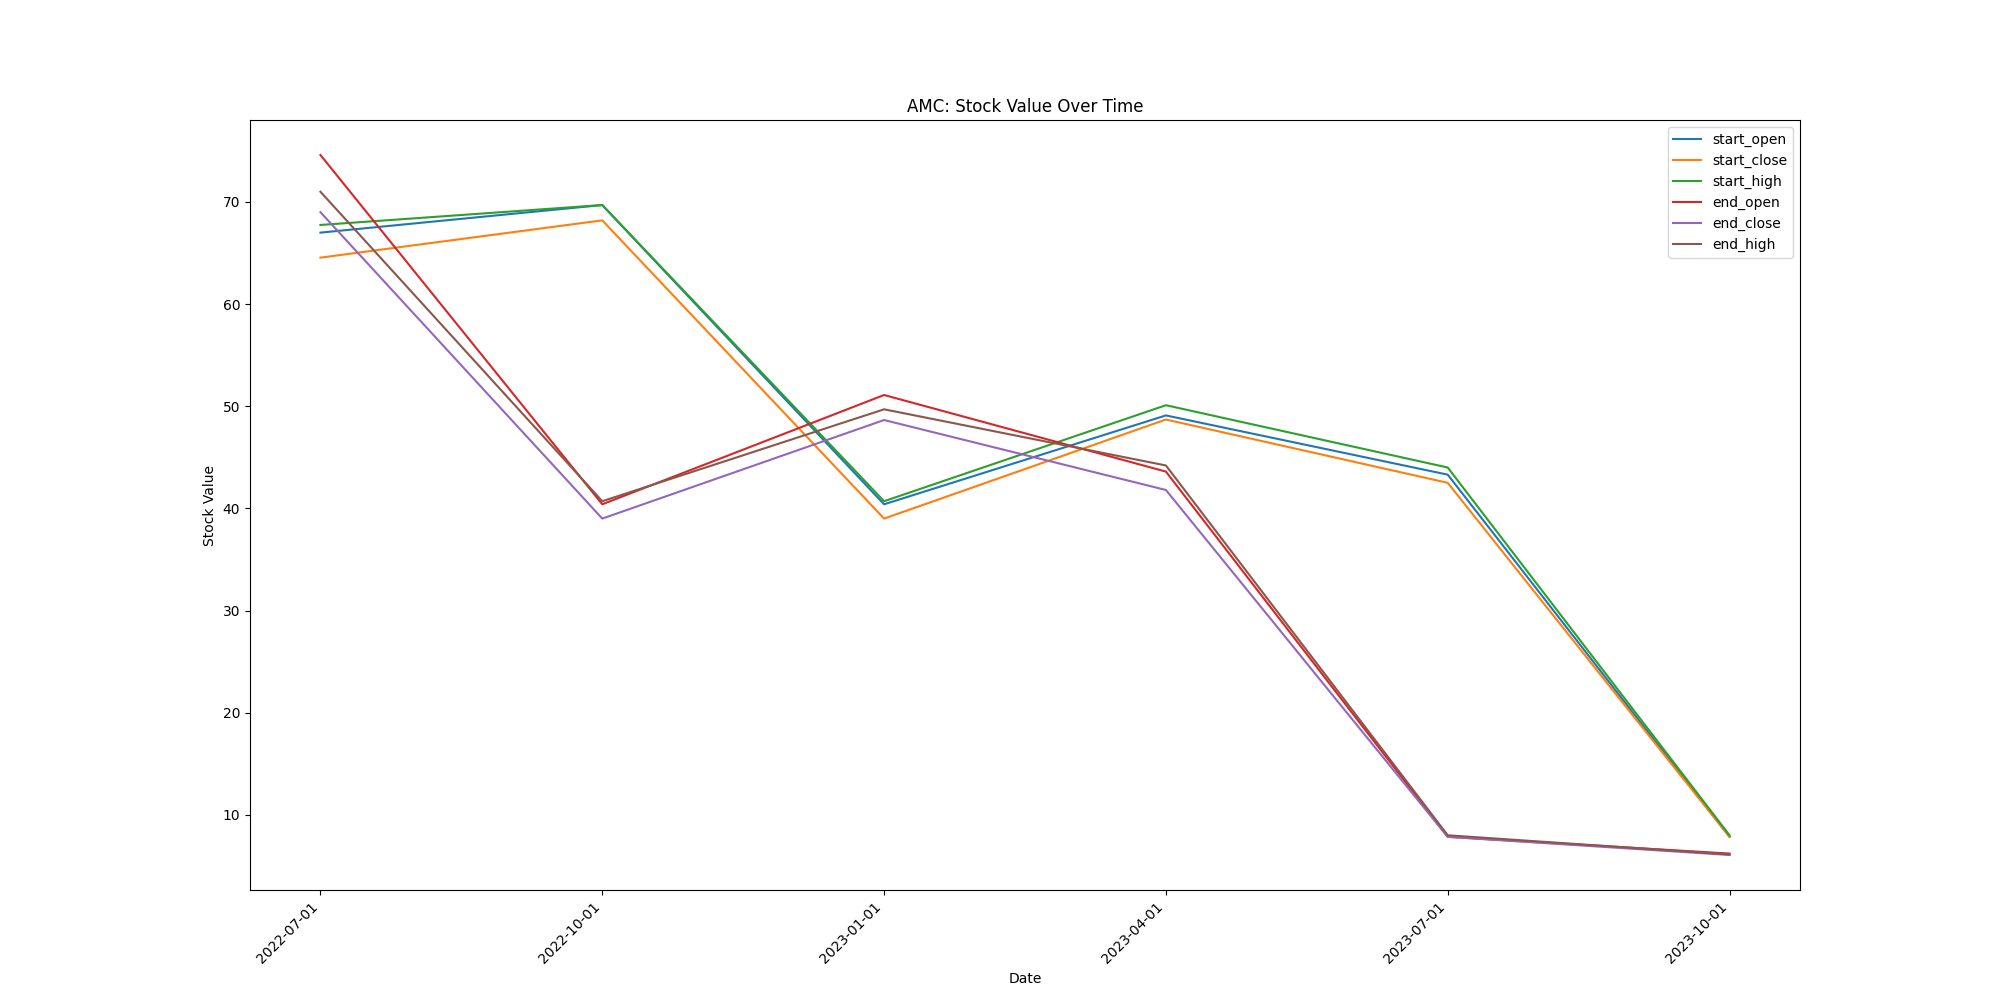 AMC: Stock Value Over Time
start_open
start_close
start_high
end_open
end_close
end_high
70
60
50
40
30
20
10
Stock Value
2022-07-01
2022-10-01
2023-01-01
2023-04-01
2023-07-01
2023-10-01
Date